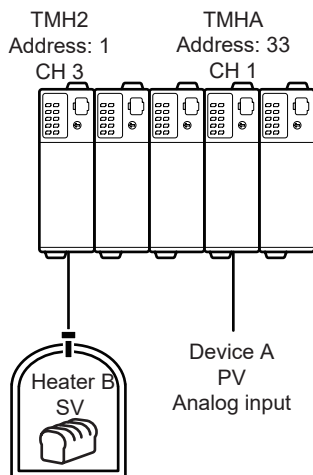 TMH2
Address: 1
CH 3
TMHA
Address: 33
CH 1
Heater B
SV
Device A
PV
Analog input